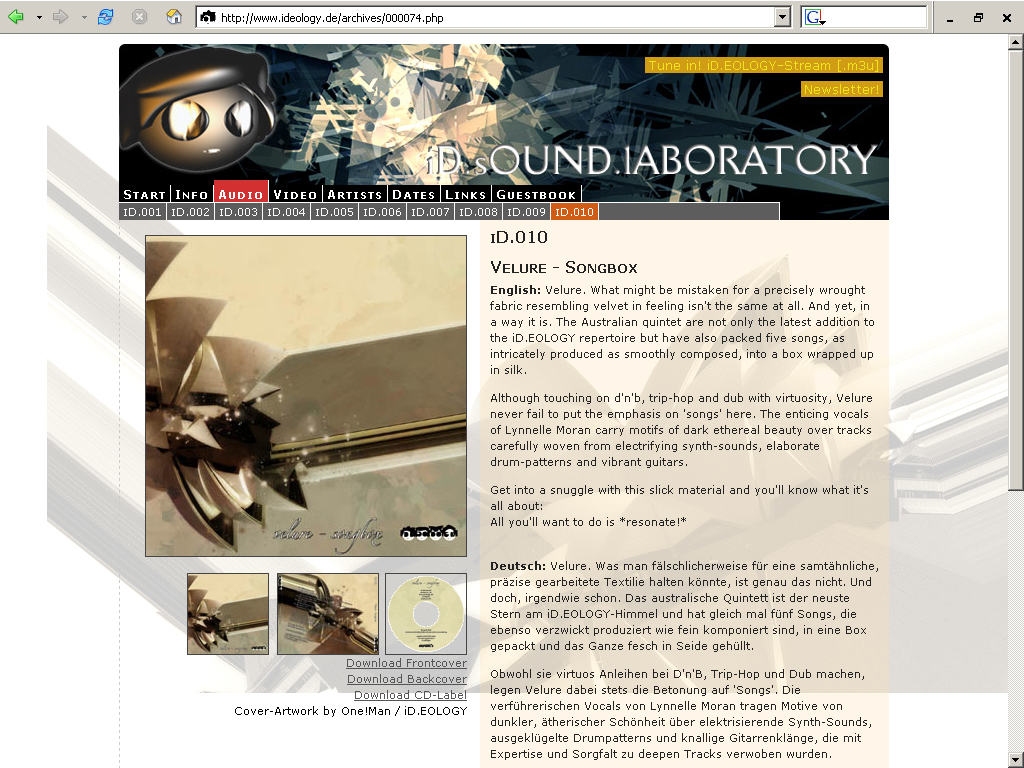 http://www.ideology.de/archives/000074.php
G
Tune in! iD.EOLOGY-Stream [.m3u]
Newsletter!
iD.sOUND.lABORATORY
START INFO AUDIO VIDEO ARTISTS DATES LINKS GUESTBOOK
iD.001 iD.002 iD.003 iD.004 iD.005 iD.006 iD.007 iD.008 iD.009 iD.010
iD.010
Velure - Songbox
English: Velure. What might be mistaken for a precisely wrought
fabric resembling velvet in feeling isn't the same at all. And yet, in
a way it is. The Australian quintet are not only the latest addition to
the iD.EOLOGY repertoire but have also packed five songs, as
intricately produced as smoothly composed, into a box wrapped up
in silk.
Although touching on d'n'b, trip-hop and dub with virtuosity, Velure
never fail to put the emphasis on 'songs' here. The enticing vocals
of Lynnelle Moran carry motifs of dark ethereal beauty over tracks
carefully woven from electrifying synth-sounds, elaborate
drum-patterns and vibrant guitars.
Get into a snuggle with this slick material and you'll know what it's
all about:
All you'll want to do is *resonate!*
Deutsch: Velure. Was man fälschlicherweise für eine samtähnliche,
präzise gearbeitete Textilie halten könnte, ist genau das nicht. Und
doch, irgendwie schon. Das australische Quintett ist der neuste
Stern am iD.EOLOGY-Himmel und hat gleich mal fünf Songs, die
ebenso verzwickt produziert wie fein komponiert sind, in eine Box
gepackt und das Ganze fesch in Seide gehüllt.
Obwohl sie virtuos Anleihen bei D'n'B, Trip-Hop und Dub machen,
legen Velure dabei stets die Betonung auf 'Songs'. Die
verführerischen Vocals von Lynnelle Moran tragen Motive von
dunkler, ätherischer Schönheit über elektrisierende Synth-Sounds,
ausgeklügelte Drumpatterns und knallige Gitarrenklänge, die mit
Expertise und Sorgfalt zu deepen Tracks verwoben wurden.
velure - songbox
Download Frontcover
Download Backcover
Download CD-Label
Cover-Artwork by One!Man / iD.EOLOGY